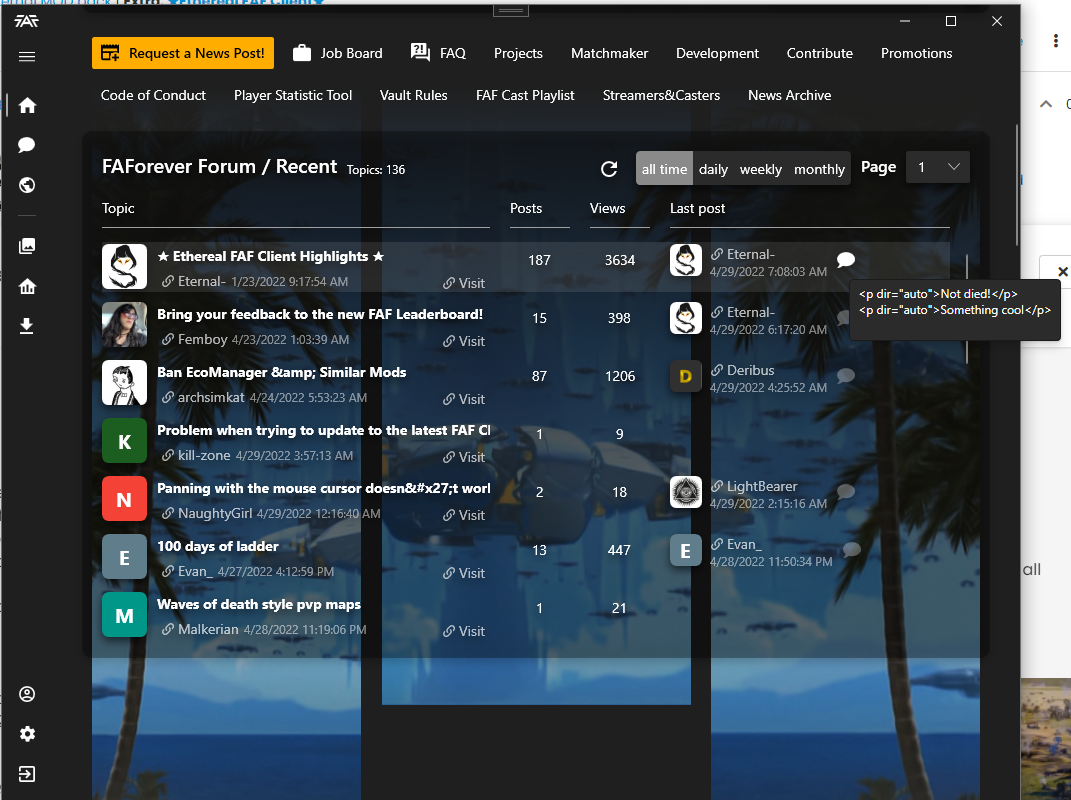 ★Ethereal FAF Client★
FAF
Request a News Post! Job Board FAQ Projects Matchmaker Development Contribute Promotions
Code of Conduct Player Statistic Tool Vault Rules FAF Cast Playlist Streamers&Casters News Archive
FAForever Forum / Recent Topics: 136 all time daily weekly monthly Page 1
Topic Posts Views Last post
★ Ethereal FAF Client Highlights ★ 187 3634 Eternal-
Eternal- 1/23/2022 9:17:54 AM Visit 4/29/2022 7:08:03 AM
<p dir="auto">Not died!</p>
<p dir="auto">Something cool</p>
Bring your feedback to the new FAF Leaderboard! 15 398 Eternal-
Femboy 4/23/2022 1:03:39 AM Visit 4/29/2022 6:17:20 AM
Ban EcoManager &amp; Similar Mods 87 1206 D Deribus
archsimkat 4/24/2022 5:53:23 AM Visit 4/29/2022 4:25:52 AM
K Problem when trying to update to the latest FAF Cl 1 9
kill-zone 4/29/2022 3:57:13 AM Visit
N Panning with the mouse cursor doesn&#x27;t worl 2 18 LightBearer
NaughtyGirl 4/29/2022 12:16:40 AM Visit 4/29/2022 2:15:16 AM
E 100 days of ladder 13 447 E Evan_
Evan_ 4/27/2022 4:12:59 PM Visit 4/28/2022 11:50:34 PM
all
M Waves of death style pvp maps 1 21
Malkerian 4/28/2022 11:19:06 PM Visit